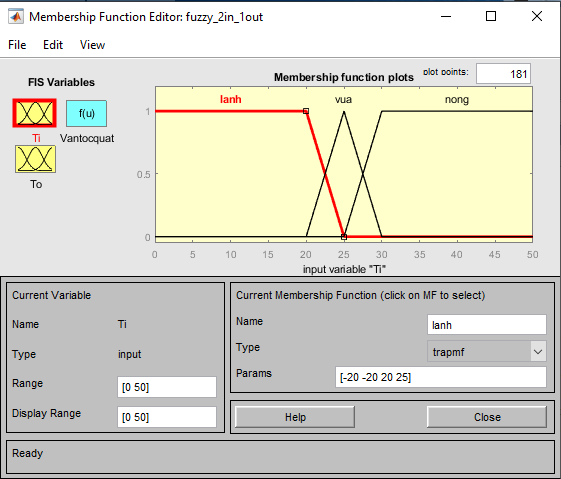 Membership Function Editor: fuzzy_2in_1out
File Edit View
FIS Variables
Membership function plots
plot points:
181
f(u)
Ti
Vantocquat
To
lanh
vua
nong
1
0.5
0
0 5 10 15 20 25 30 35 40 45 50
input variable "Ti"
Current Variable
Name Ti
Type input
Range [0 50]
Display Range [0 50]
Current Membership Function (click on MF to select)
Name lanh
Type trapmf
Params [-20 -20 20 25]
Help Close
Ready